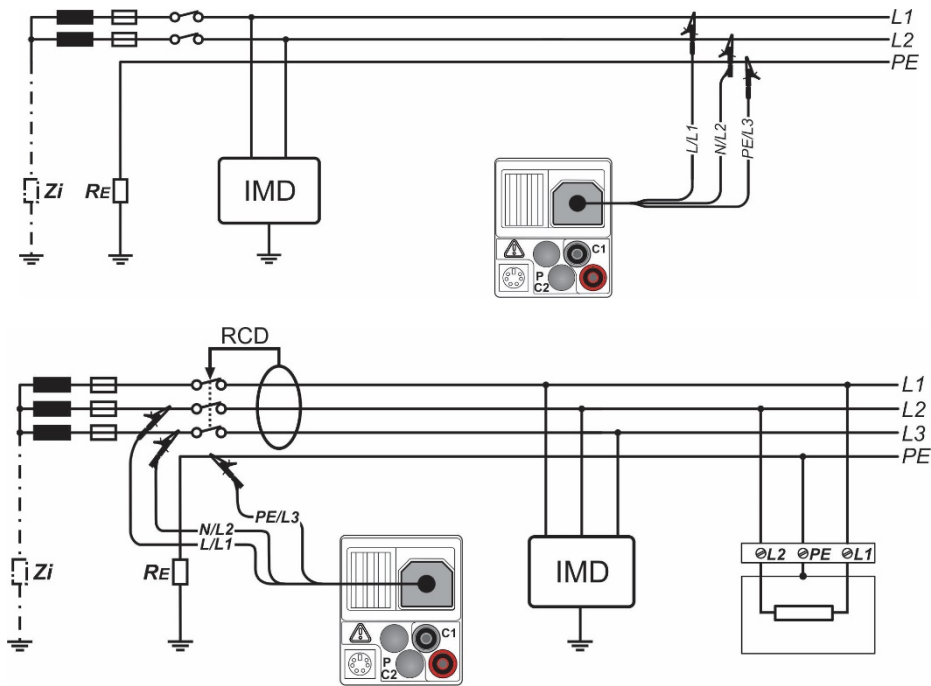 L1
L2
PE
L/L1
N/L2
PE/L3
Zi
RE
IMD
C1
P
C2
RCD
L1
L2
L3
PE
PE/L3
N/L2
L/L1
Zi
RE
IMD
L2 PE L1
C1
P
C2